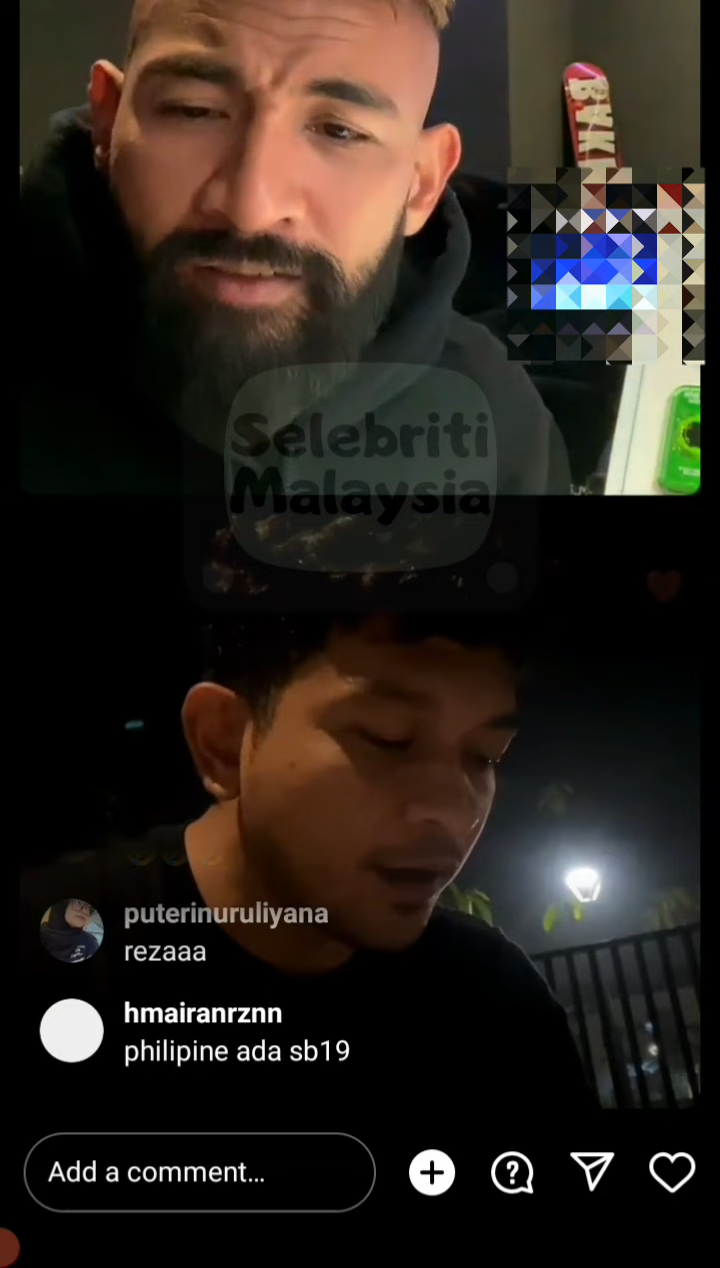 Selebriti
Malaysia
puterinuruliyana
rezaaa
hmairanrznn
philipine ada sb19
Add a comment...